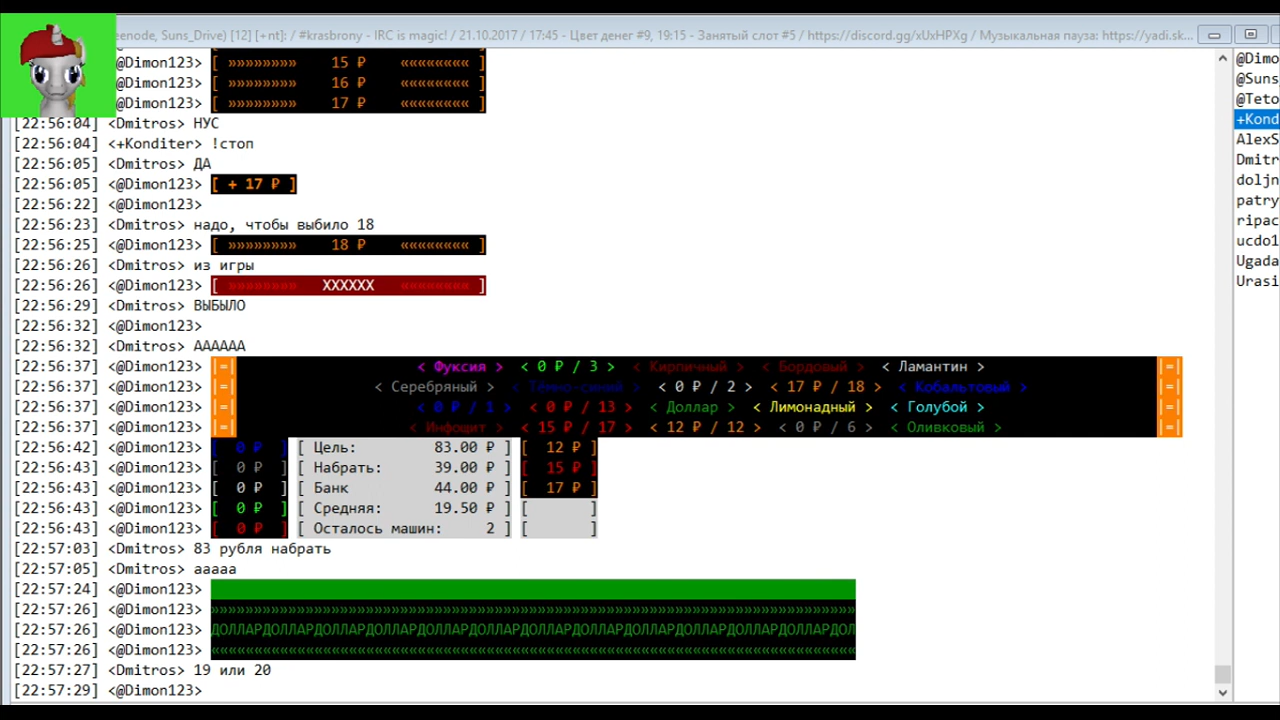 eenode, Suns_Drive) [12] [+nt]: / #krasbrony - IRC is magic! / 21.10.2017 / 17:45 - Цвет денег #9, 19:15 - Занятый слот #5 / https://discord.gg/xUxHPXg / Музыкальная пауза: https://yadi.sk...
@Dimon123> [ »»»»»»»» 15 ₽ «««««««« ]
@Dimon123> [ »»»»»»»» 16 ₽ «««««««« ]
@Dimon123> [ »»»»»»»» 17 ₽ «««««««« ]
[22:56:04] <Dmitros> НУС
[22:56:04] <+Konditer> !стоп
[22:56:05] <Dmitros> ДА
[22:56:05] <@Dimon123> [ + 17 ₽ ]
[22:56:22] <@Dimon123>
[22:56:23] <Dmitros> надо, чтобы выбило 18
[22:56:25] <@Dimon123> [ »»»»»»»» 18 ₽ «««««««« ]
[22:56:26] <Dmitros> из игры
[22:56:26] <@Dimon123> [ »»»»»»»» XXXXXX «««««««« ]
[22:56:29] <Dmitros> ВЫБЫЛО
[22:56:32] <@Dimon123>
[22:56:32] <Dmitros> АААААА
[22:56:37] <@Dimon123> |=| < Фуксия > < 0 ₽ / 3 > < Кирпичный > < Бордовый > < Ламантин > |=|
[22:56:37] <@Dimon123> |=| < Серебряный > < Тёмно-синий > < 0 ₽ / 2 > < 17 ₽ / 18 > < Кобальтовый > |=|
[22:56:37] <@Dimon123> |=| < 0 ₽ / 1 > < 0 ₽ / 13 > < Доллар > < Лимонадный > < Голубой > |=|
[22:56:37] <@Dimon123> |=| < Инфощит > < 15 ₽ / 17 > < 12 ₽ / 12 > < 0 ₽ / 6 > < Оливковый > |=|
[22:56:42] <@Dimon123> [ 0 ₽ ] [ Цель: 83.00 ₽ ] [ 12 ₽ ]
[22:56:43] <@Dimon123> [ 0 ₽ ] [ Набрать: 39.00 ₽ ] [ 15 ₽ ]
[22:56:43] <@Dimon123> [ 0 ₽ ] [ Банк 44.00 ₽ ] [ 17 ₽ ]
[22:56:43] <@Dimon123> [ 0 ₽ ] [ Средняя: 19.50 ₽ ] [ ]
[22:56:43] <@Dimon123> [ 0 ₽ ] [ Осталось машин: 2 ] [ ]
[22:57:03] <Dmitros> 83 рубля набрать
[22:57:05] <Dmitros> ааааа
[22:57:24] <@Dimon123>
[22:57:26] <@Dimon123> »»»»»»»»»»»»»»»»»»»»»»»»»»»»»»»»»»»»»»»»»»»»»»»»»»»»»»»»»»»»»»»»»»»»»»»»»»»
[22:57:26] <@Dimon123> ДОЛЛАРДОЛЛАРДОЛЛАРДОЛЛАРДОЛЛАРДОЛЛАРДОЛЛАРДОЛЛАРДОЛЛАРДОЛЛАРДОЛЛАРДОЛЛАРДОЛ
[22:57:26] <@Dimon123> «««««««««««««««««««««««««««««««««««««««««««««««««««««««««««««««««««««««««««
[22:57:27] <Dmitros> 19 или 20
[22:57:29] <@Dimon123>
@Dimo
@Suns
@Teto
+Kond
AlexS
Dmitr
doljn
patry
ripac
ucdo1
Ugada
Urasi